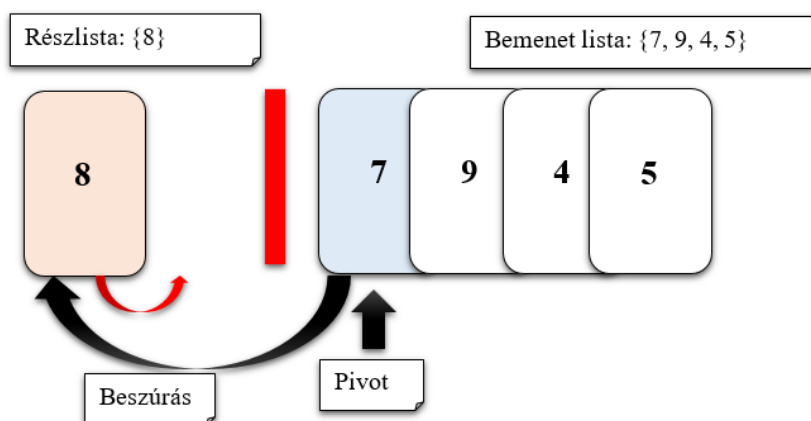 Részlista: {8}
Bemenet lista: {7, 9, 4, 5}
8
7
9
4
5
Beszúrás
Pivot